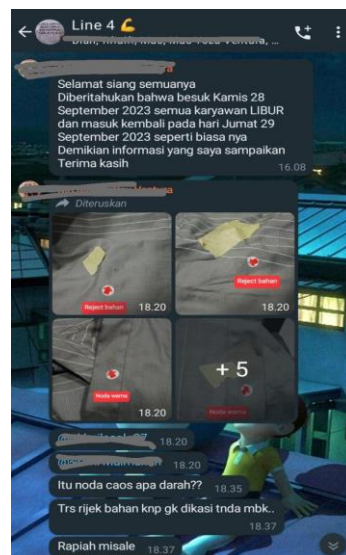 Line 4 💪
Selamat siang semuanya
Diberitahukan bahwa besuk Kamis 28
September 2023 semua karyawan LIBUR
dan masuk kembali pada hari Jumat 29
September 2023 seperti biasa nya
Demikian informasi yang saya sampaikan
Terima kasih
16.08
Diteruskan
Reject bahan
18.20
Reject bahan
18.20
Noda warna
18.20
+ 5
Noda warna
18.20
18.20
Itu noda caos apa darah??
18.35
Trs rijek bahan knp gk dikasi tnda mbk..
18.37
Rapiah misale
18.37